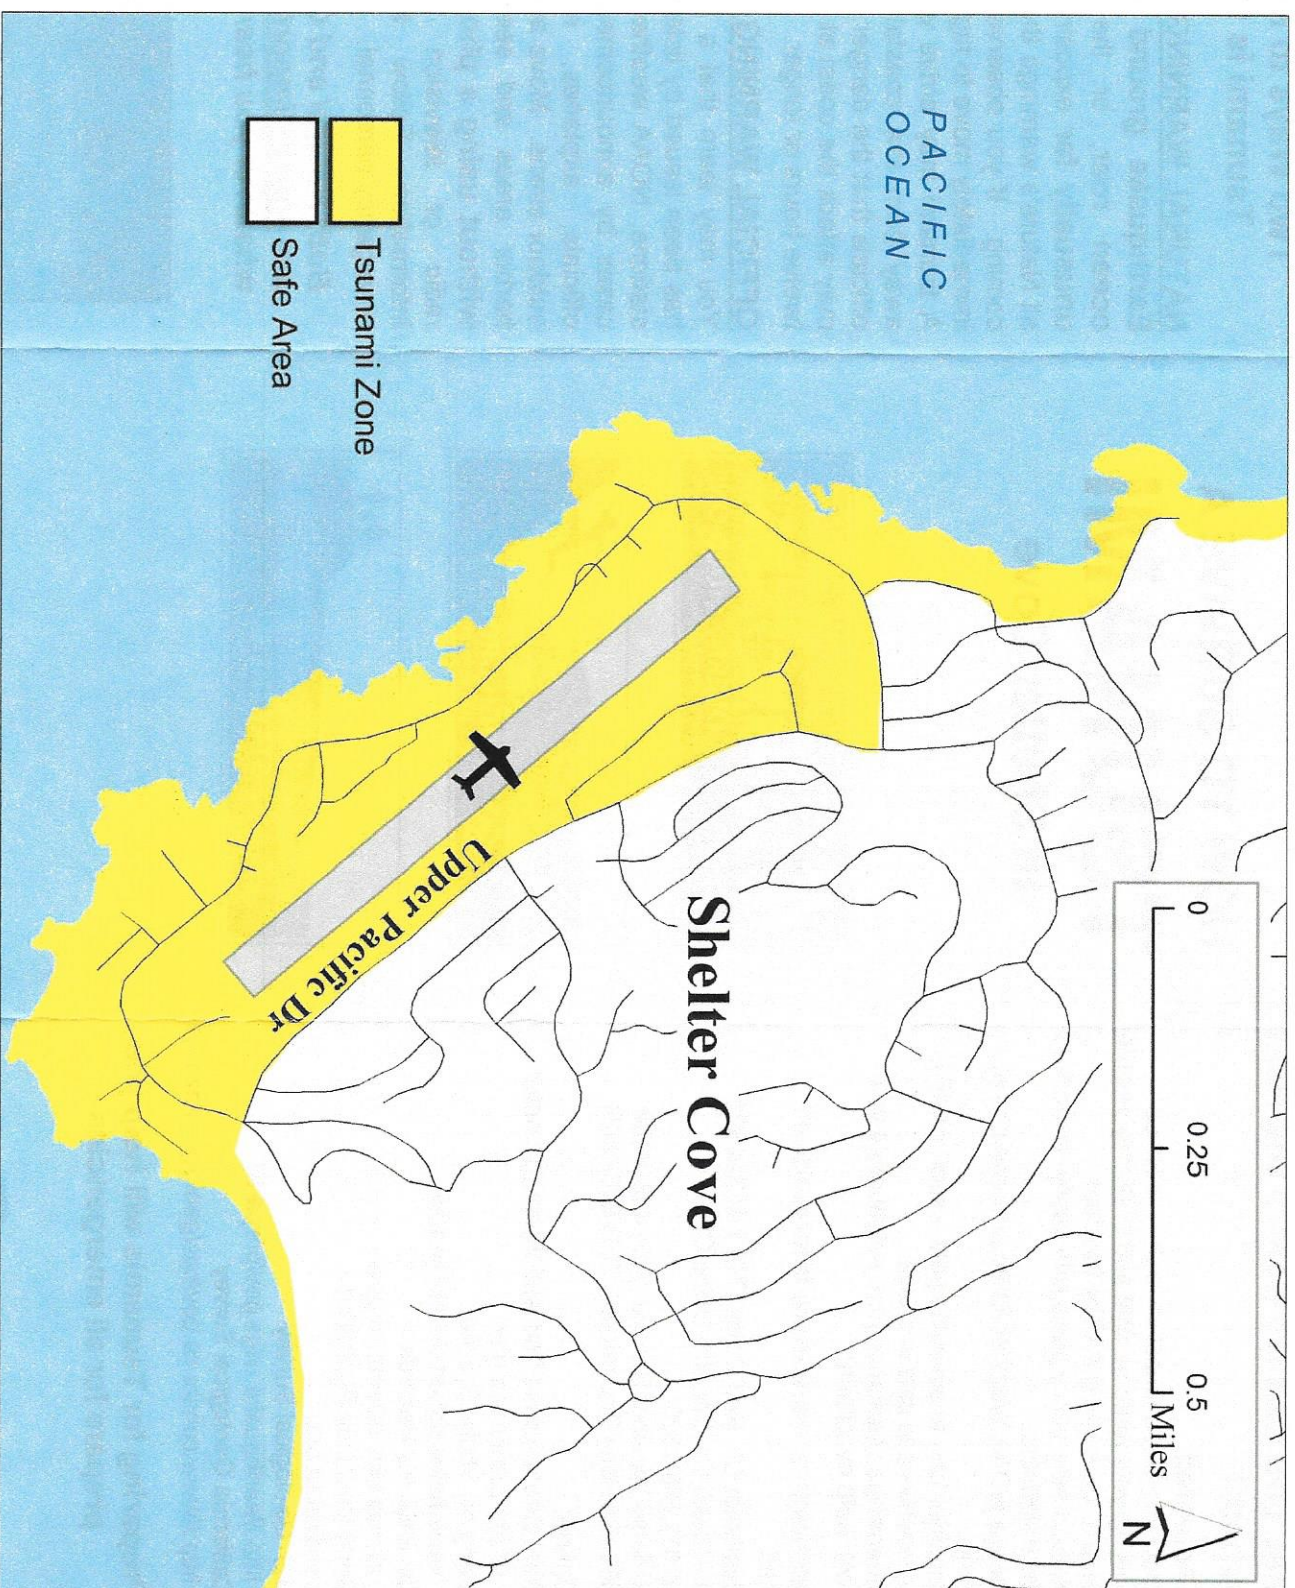 0 0.25 0.5 Miles
N
PACIFIC
OCEAN
Shelter Cove
Upper Pacific Dr
Tsunami Zone
Safe Area